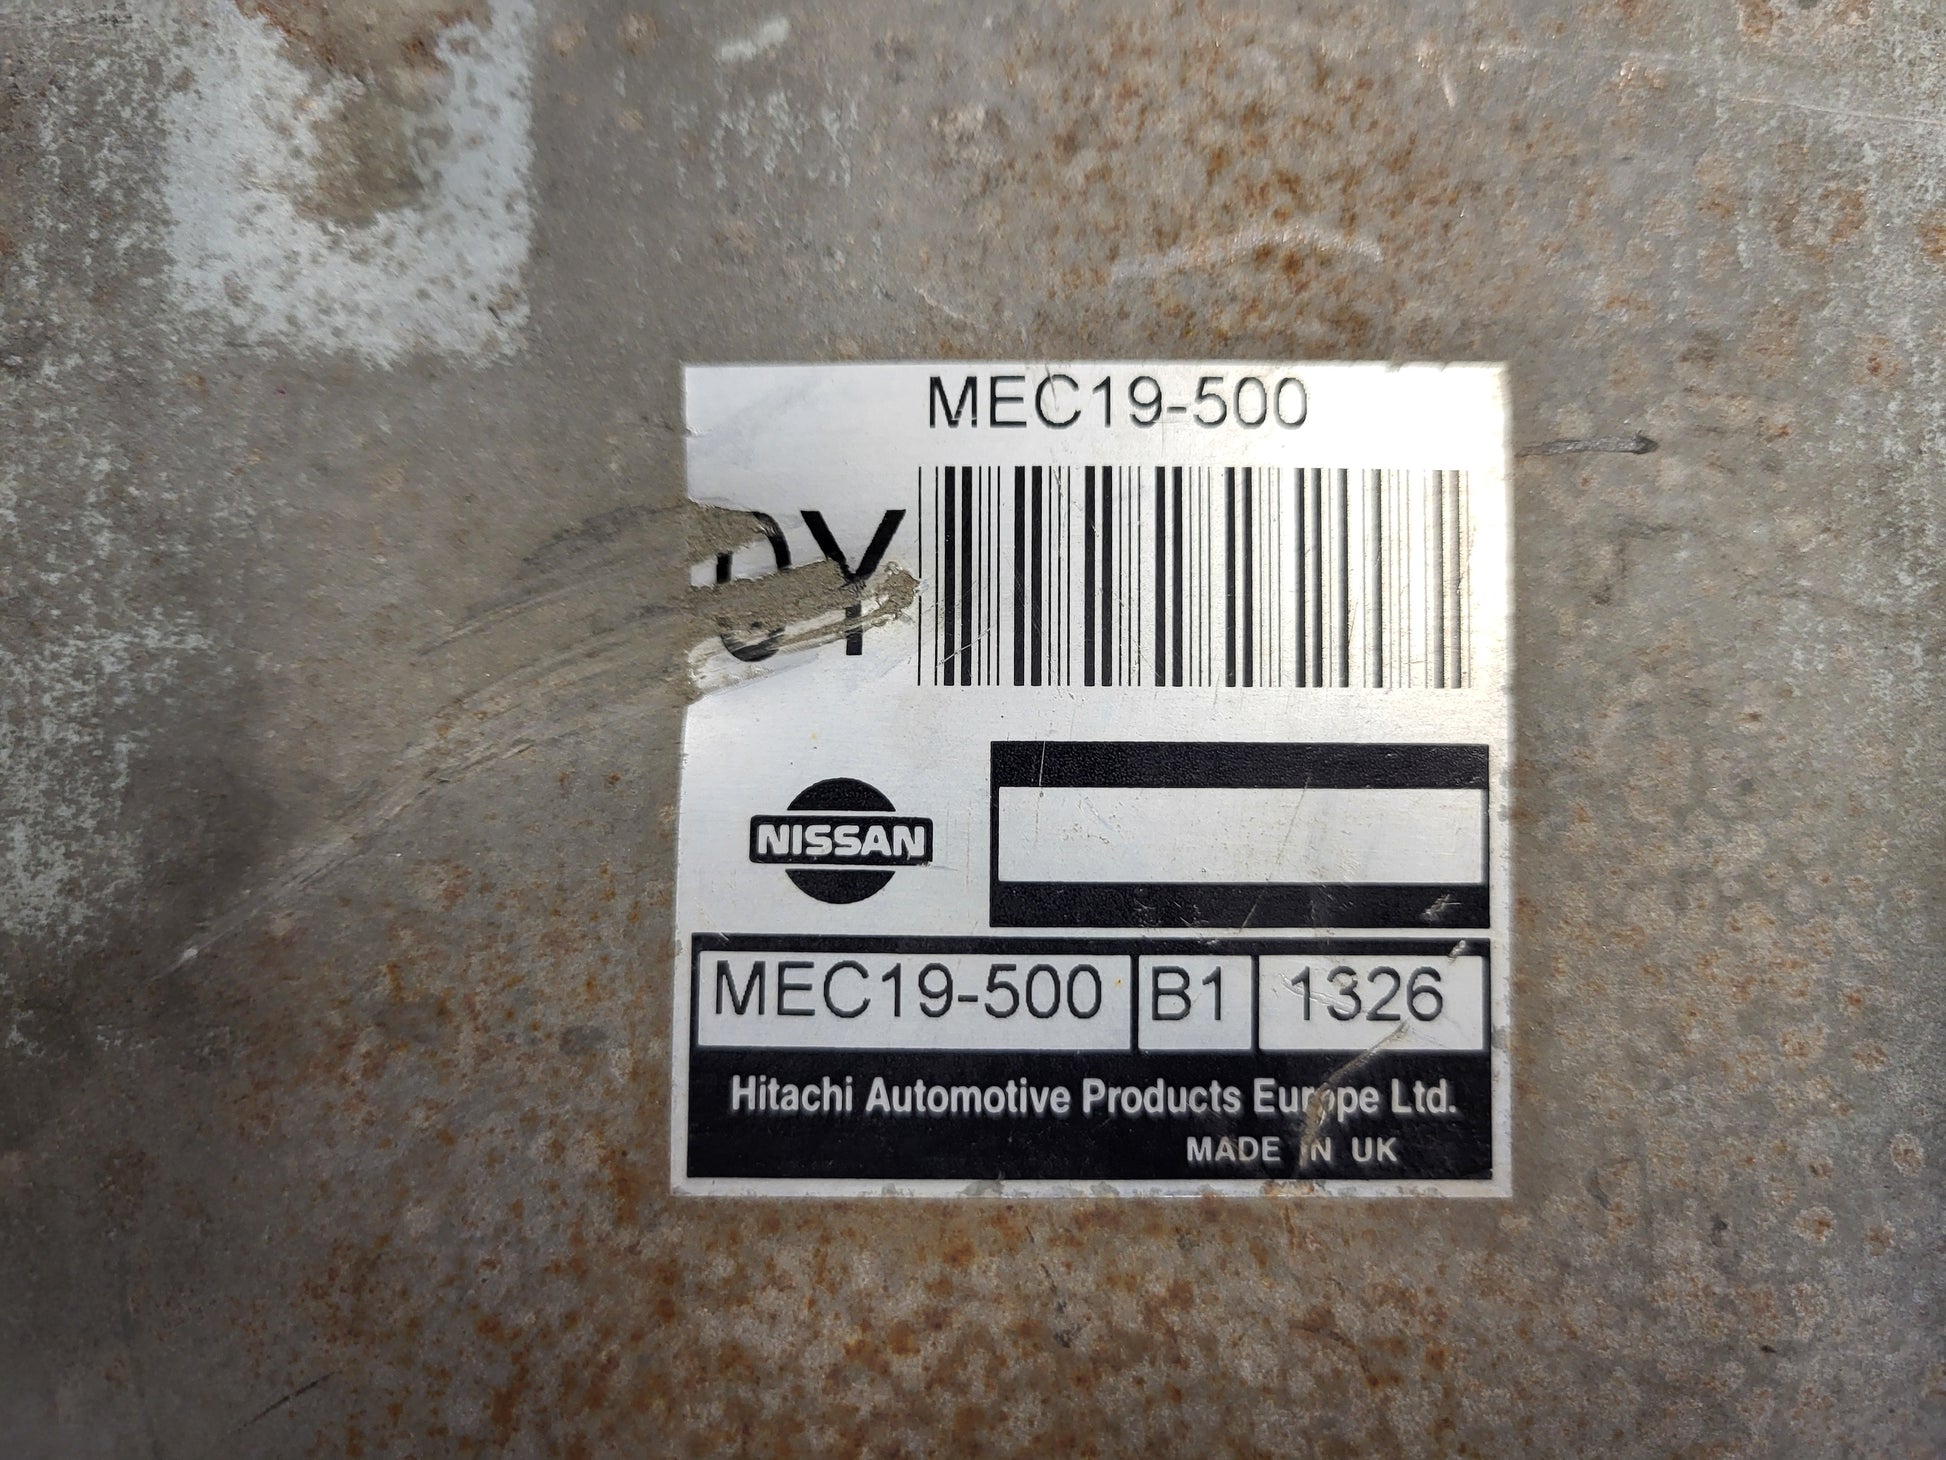 MEC19-500
Y
NISSAN
MEC19-500 B1 1326
Hitachi Automotive Products Europe Ltd.
MADE IN UK